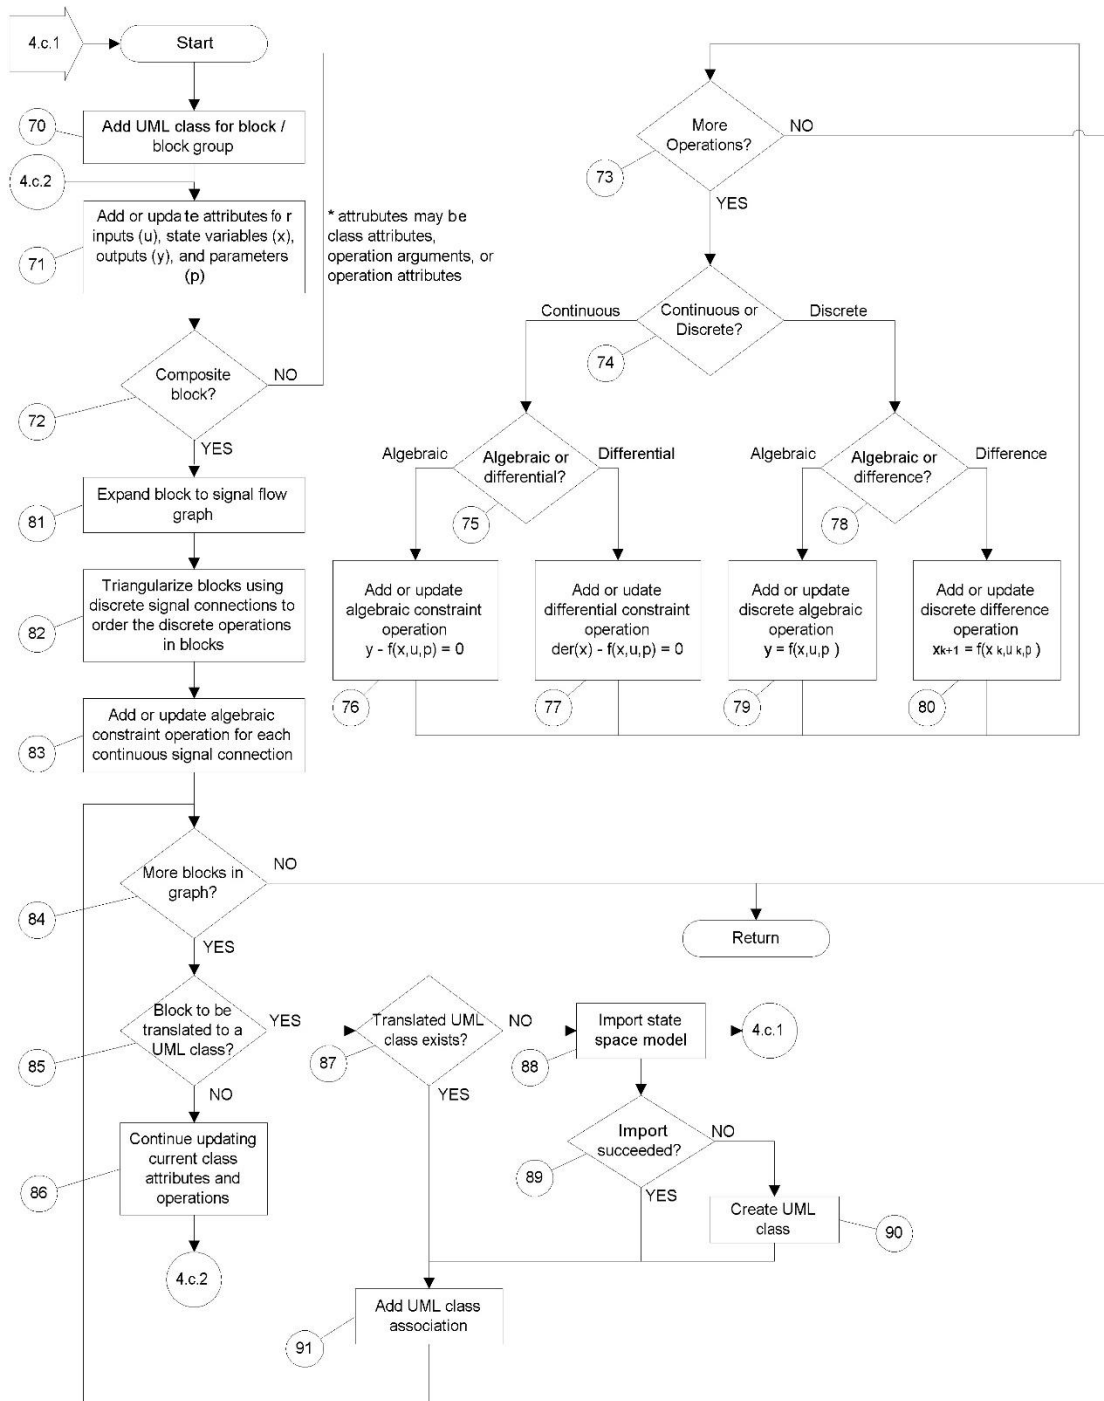 4.c.1
Start
70
Add UML class for block /
block group
4.c.2
71
Add or update attributes for
inputs (u), state variables (x),
outputs (y), and parameters
(p)
* attrubutes may be
class attributes,
operation arguments, or
operation attributes
Composite
block?
NO
72
YES
81
Expand block to signal flow
graph
82
Triangularize blocks using
discrete signal connections to
order the discrete operations
in blocks
83
Add or update algebraic
constraint operation for each
continuous signal connection
More
Operations?
NO
73
YES
Continuous
Continuous or
Discrete?
Discrete
74
Algebraic
Algebraic or
differential?
Differential
75
Algebraic
Algebraic or
difference?
Difference
78
Add or update
algebraic constraint
operation
y - f(x,u,p) = 0
76
Add or udate
differential constraint
operation
der(x) - f(x,u,p) = 0
77
Add or update
discrete algebraic
operation
y = f(x,u,p )
79
Add or update
discrete difference
operation
xk+1 = f(x k,u k,p )
80
More blocks in
graph?
NO
84
YES
Return
Block to be
translated to a
UML class?
YES
85
NO
Translated UML
class exists?
NO
87
YES
Import state
space model
88
4.c.1
Continue updating
current class
attributes and
operations
86
4.c.2
Import
succeeded?
NO
89
YES
Create UML
class
90
Add UML class
association
91